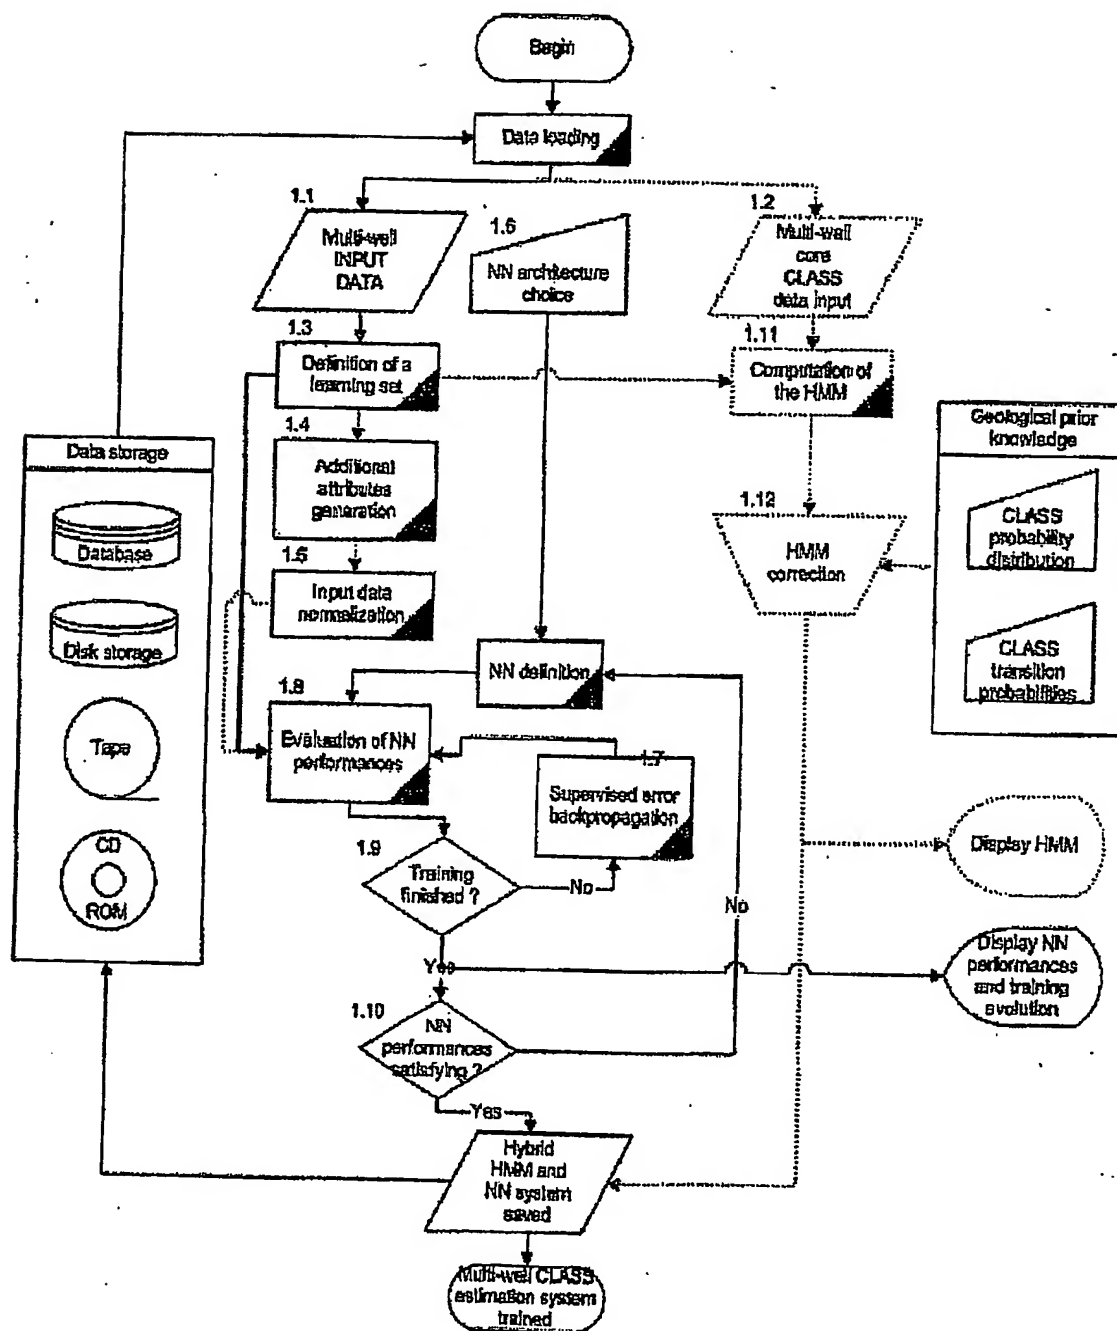 Begin
Data loading
1.1
Multi-well
INPUT
DATA
1.6
NN architecture
choice
1.2
Multi-well
core
CLASS
data input
1.3
Definition of a
learning set
1.11
Computation of
the HMM
1.4
Additional
attributes
generation
1.5
Input data
normalization
1.12
HMM
correction
Geological prior
knowledge
CLASS
probability
distribution
CLASS
transition
probabilities
Data storage
Database
Disk storage
Tape
CD
ROM
NN definition
1.8
Evaluation of NN
performances
1.7
Supervised error
backpropagation
1.9
Training
finished ?
No
Yes
No
Display HMM
Display NN
performances
and training
evolution
1.10
NN
performances
satisfying ?
Yes
Hybrid
HMM and
NN system
saved
Multi-well CLASS
estimation system
trained